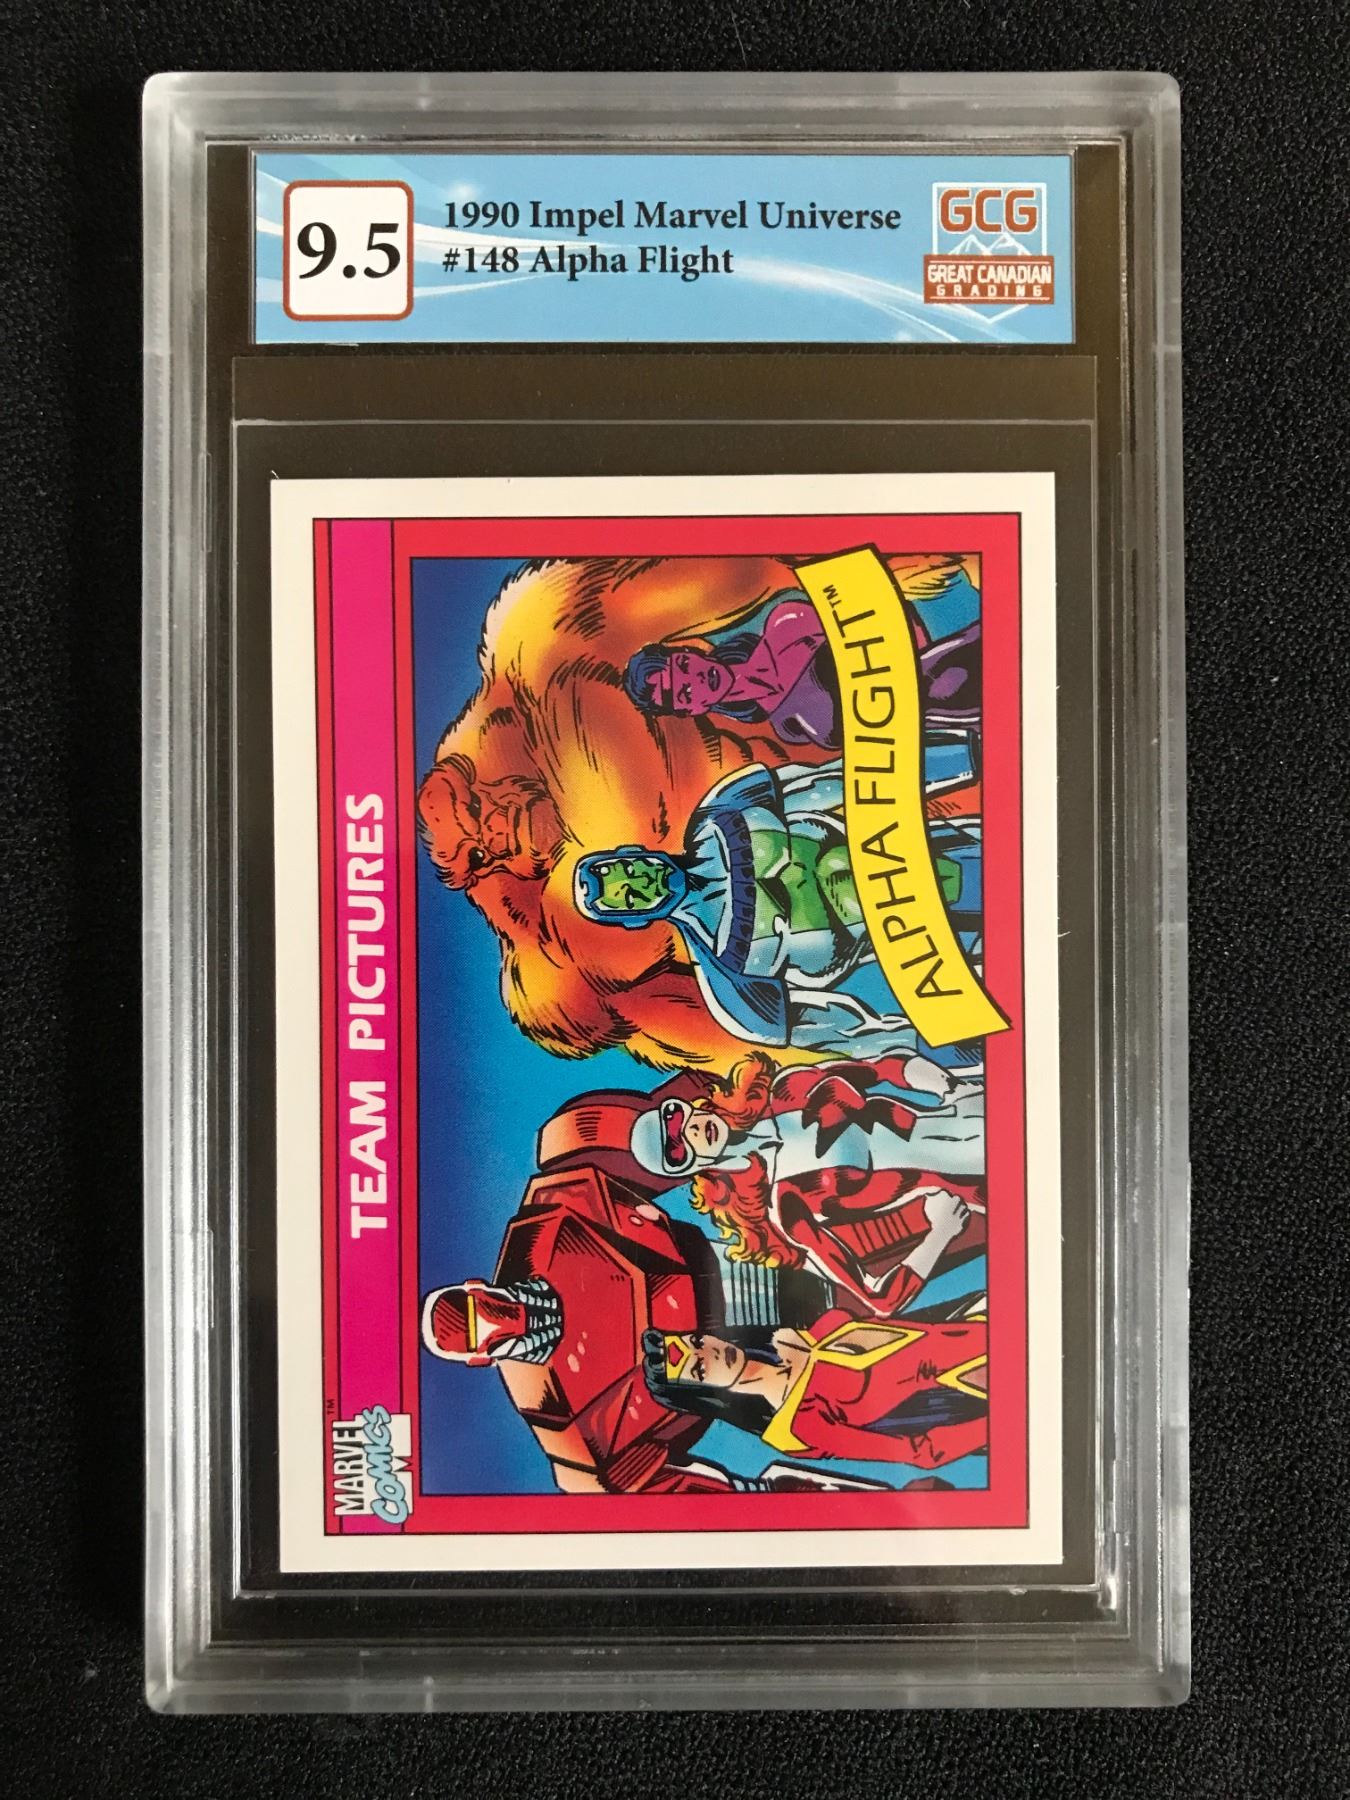 9.5
1990 Impel Marvel Universe
#148 Alpha Flight
GCG
GREAT CANADIAN
GRADING
TEAM PICTURES
MARVEL
COMICS
TM
ALPHA FLIGHT™